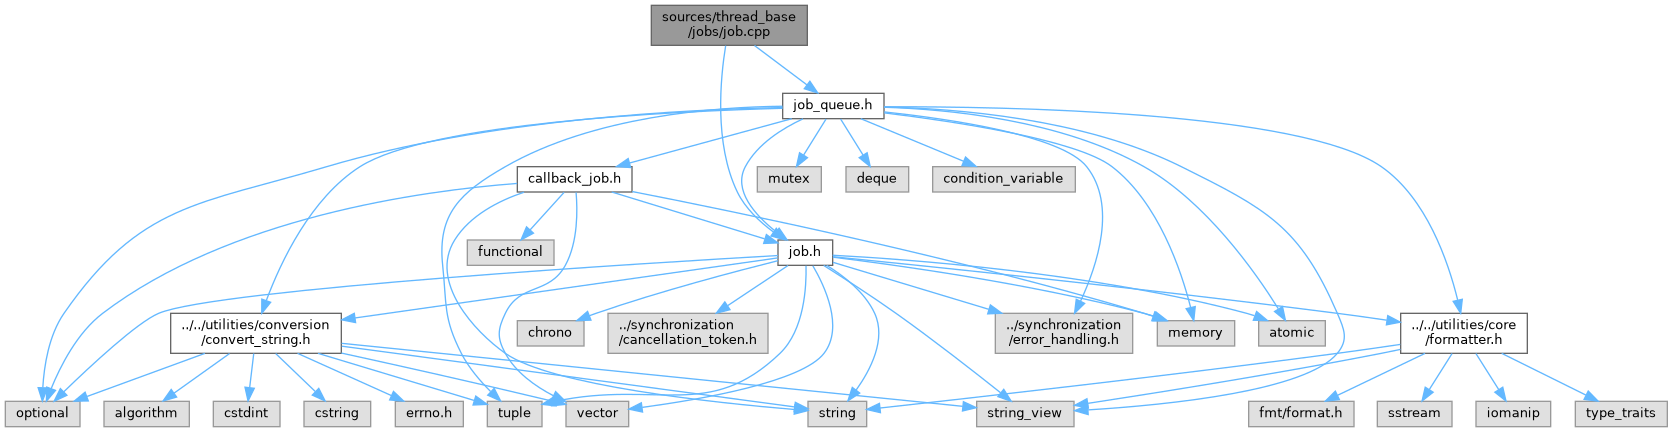 sources/thread_base
/jobs/job.cpp
job_queue.h
callback_job.h
mutex
deque
condition_variable
functional
job.h
../../utilities/conversion
/convert_string.h
chrono
../synchronization
/cancellation_token.h
../synchronization
/error_handling.h
memory
atomic
../../utilities/core
/formatter.h
optional
algorithm
cstdint
cstring
errno.h
tuple
vector
string
string_view
fmt/format.h
sstream
iomanip
type_traits